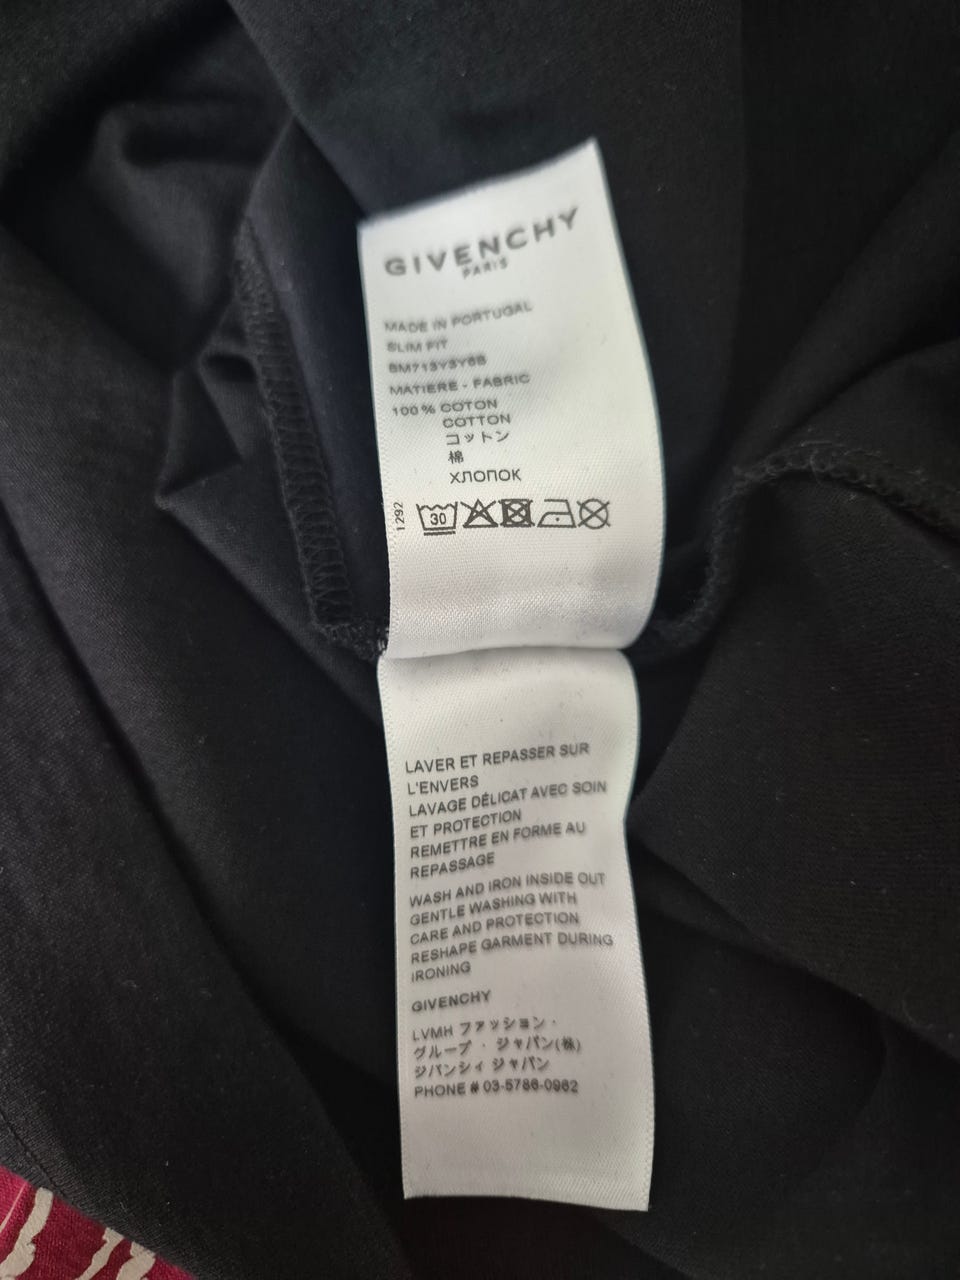 GIVENCHY
PARIS
MADE IN PORTUGAL
SLIM FIT
BM713Y3Y6B
MATIERE - FABRIC
100% COTON
COTTON
コットン
棉
ХЛОПОК
1292
30
LAVER ET REPASSER SUR
L'ENVERS
LAVAGE DÉLICAT AVEC SOIN
ET PROTECTION
REMETTRE EN FORME AU
REPASSAGE
WASH AND IRON INSIDE OUT
GENTLE WASHING WITH
CARE AND PROTECTION
RESHAPE GARMENT DURING
IRONING
GIVENCHY
LVMH ファッション・
グループ・ジャパン(株)
ジバンシィ ジャパン
PHONE # 03-5786-0962